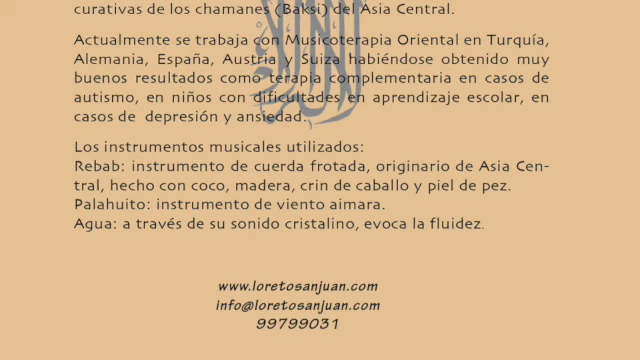 curativas de los chamanes (Baksi) del Asia Central.
Actualmente se trabaja con Musicoterapia Oriental en Turquía,
Alemania, España, Austria y Suiza habiéndose obtenido muy
buenos resultados como terapia complementaria en casos de
autismo, en niños con dificultades en aprendizaje escolar, en
casos de depresión y ansiedad.
Los instrumentos musicales utilizados:
Rebab: instrumento de cuerda frotada, originario de Asia Cen-
tral, hecho con coco, madera, crin de caballo y piel de pez.
Palahuito: instrumento de viento aimara.
Agua: a través de su sonido cristalino, evoca la fluidez.
www.loretosanjuan.com
info@loretosanjuan.com
99799031